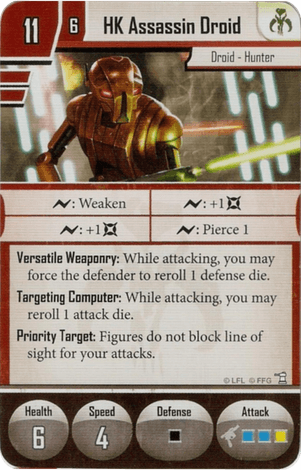 11
6
HK Assassin Droid
Droid - Hunter
: Weaken
: +1
: +1
: Pierce 1
Versatile Weaponry: While attacking, you may
force the defender to reroll 1 defense die.
Targeting Computer: While attacking, you may
reroll 1 attack die.
Priority Target: Figures do not block line of
sight for your attacks.
© LFL © FFG
Health
Speed
Defense
Attack
6
4